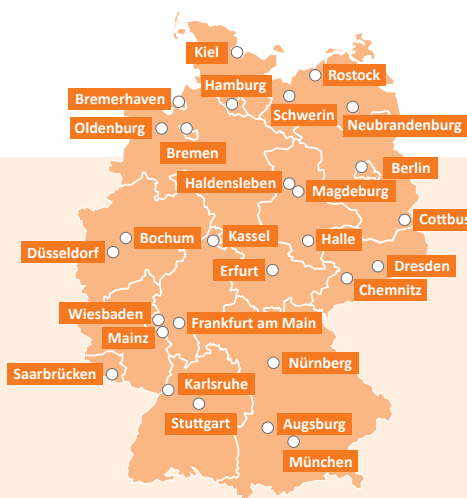 Kiel
Rostock
Hamburg
Bremerhaven
Schwerin
Neubrandenburg
Oldenburg
Bremen
Berlin
Haldensleben
Magdeburg
Cottbus
Bochum
Kassel
Halle
Düsseldorf
Erfurt
Dresden
Chemnitz
Wiesbaden
Frankfurt am Main
Mainz
Nürnberg
Saarbrücken
Karlsruhe
Stuttgart
Augsburg
München